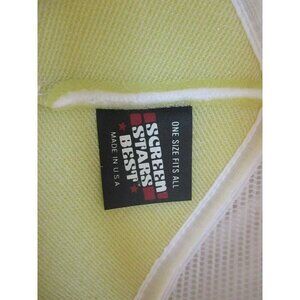 ONE SIZE FITS ALL
SCREEN
STARS
BEST
MADE IN U.S.A.